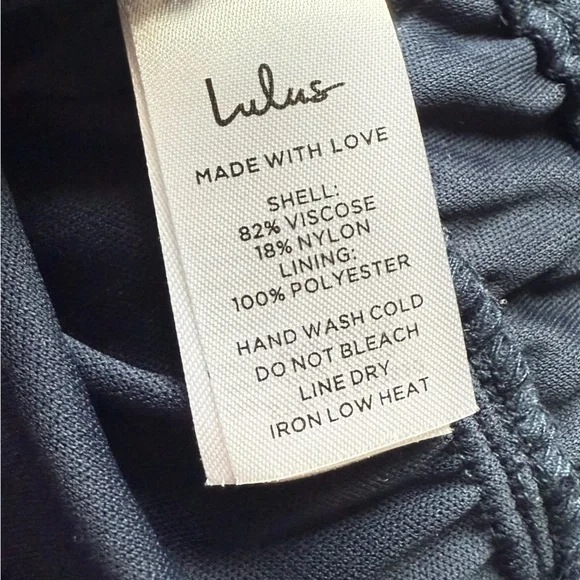 Lulus
MADE WITH LOVE
SHELL:
82% VISCOSE
18% NYLON
LINING:
100% POLYESTER
HAND WASH COLD
DO NOT BLEACH
LINE DRY
IRON LOW HEAT